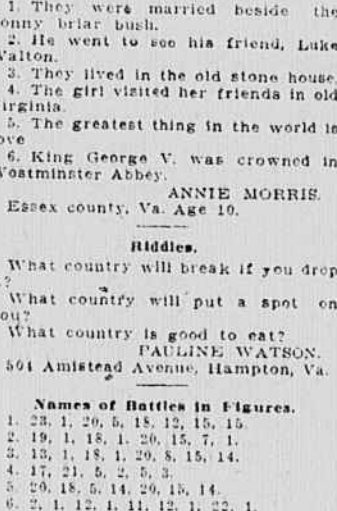 1. They were married beside the
onny briar bush.
2. He went to see his friend, Luke
Valton.
3. They lived in the old stone house.
4. The girl visited her friends in old
irginia.
5. The greatest thing in the world is
ove
6. King George V. was crowned in
Vostminster Abbey.
ANNIE MORRIS.
Essex county, Va. Age 10.
Riddles.
What country will break if you drop
?
What country will put a spot on
ou?
What country is good to eat?
PAULINE WATSON.
501 Amistead Avenue, Hampton, Va.
Names of Battles in Figures.
1. 23, 1, 20, 5, 18, 12, 15, 15.
2. 19, 1, 18, 1. 20, 15, 7, 1.
3. 13, 1, 18, 1, 20, 8, 15, 14.
4. 17, 21, 5, 2, 5, 3.
5. 20, 18, 5, 14, 20, 15, 14.
6. 2, 1, 12, 1, 11, 12, 1, 22, 1.